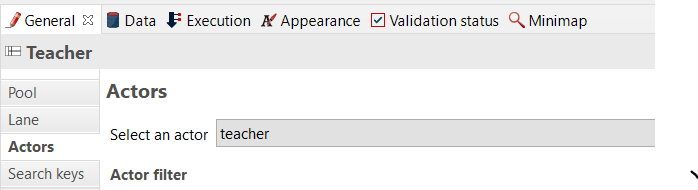 General Data Execution Appearance Validation status Minimap
Teacher
Pool
Lane
Actors
Search keys
Actors
Select an actor teacher
Actor filter